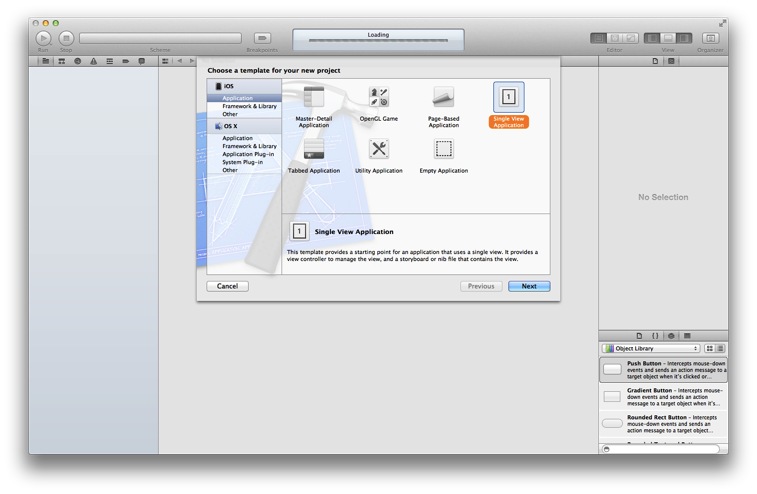 Loading
Run
Stop
Scheme
Breakpoints
Editor
View
Organizer
Choose a template for your new project
iOS
Application
Framework & Library
Other
OS X
Application
Framework & Library
Application Plug-in
System Plug-in
Other
Master-Detail
Application
OpenGL Game
Page-Based
Application
1
Single View
Application
Tabbed Application
Utility Application
Empty Application
1
Single View Application
This template provides a starting point for an application that uses a single view. It provides a
view controller to manage the view, and a storyboard or nib file that contains the view.
Cancel
Previous
Next
No Selection
{ }
Object Library
Push Button – Intercepts mouse-down
events and sends an action message to a
target object when it's clicked or...
Gradient Button – Intercepts mouse-
down events and sends an action
message to a target object when it's...
Rounded Rect Button – Intercepts
mouse-down events and sends an
action message to a target object...